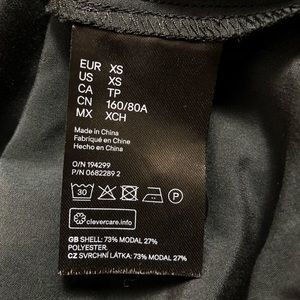 EUR XS
US XS
CA TP
CN 160/80A
MX XCH
Made in China
Fabriqué en Chine
Hecho en China
O/N 194299
P/N 0682289 2
30
P
clevercare.info
GB SHELL: 73% MODAL 27%
POLYESTER.
CZ SVRCHNÍ LÁTKA: 73% MODAL 27%